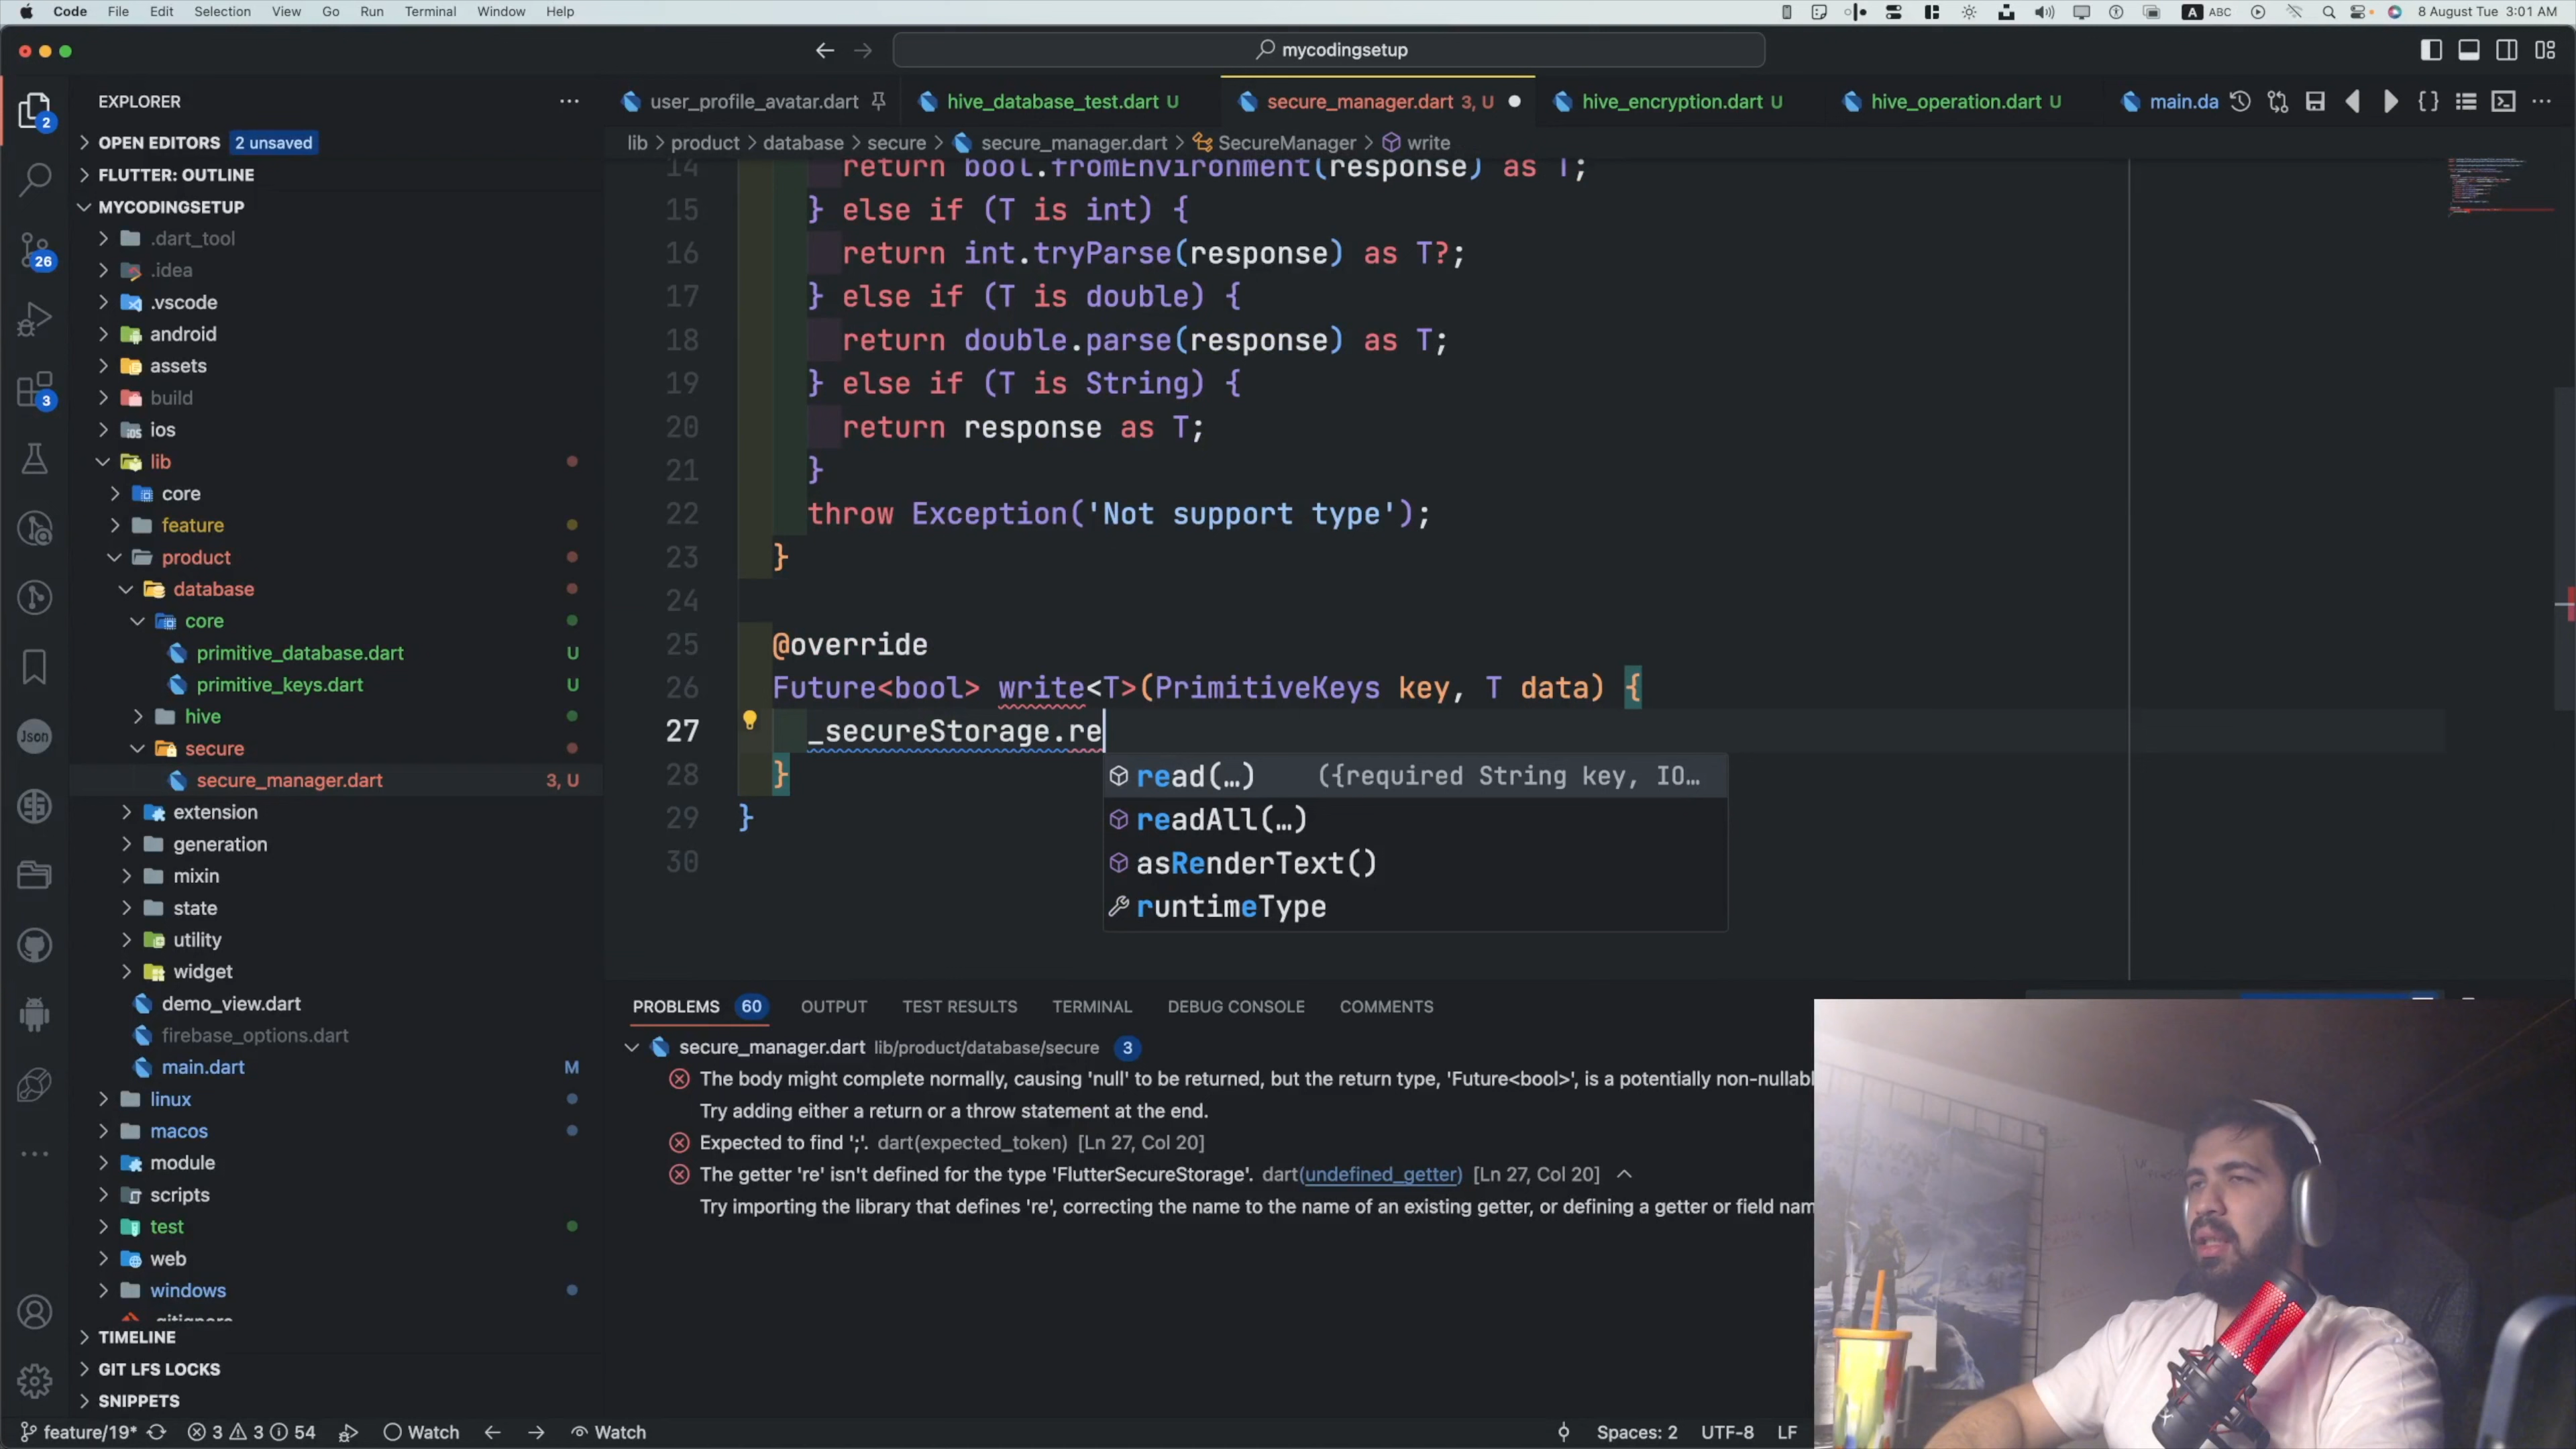 Code File Edit Selection View Go Run Terminal Window Help
A ABC 8 August Tue 3:01 AM
mycodingsetup
EXPLORER
OPEN EDITORS 2 unsaved
FLUTTER: OUTLINE
MYCODINGSETUP
.dart_tool
.idea
.vscode
android
assets
build
ios
lib
core
feature
product
database
core
primitive_database.dart U
primitive_keys.dart U
hive
secure
secure_manager.dart 3, U
extension
generation
mixin
state
utility
widget
demo_view.dart
firebase_options.dart
main.dart M
linux
macos
module
scripts
test
web
windows
.gitignore
TIMELINE
GIT LFS LOCKS
SNIPPETS
2
26
3
Json
user_profile_avatar.dart hive_database_test.dart U secure_manager.dart 3, U hive_encryption.dart U hive_operation.dart U main.da
lib > product > database > secure > secure_manager.dart > SecureManager > write
14 return bool.fromEnvironment(response) as T;
15 } else if (T is int) {
16 return int.tryParse(response) as T?;
17 } else if (T is double) {
18 return double.parse(response) as T;
19 } else if (T is String) {
20 return response as T;
21 }
22 throw Exception('Not support type');
23 }
24
25 @override
26 Future<bool> write<T>(PrimitiveKeys key, T data) {
27 _secureStorage.re
28 }
29 }
30
read(…) ({required String key, IO…
readAll(…)
asRenderText()
runtimeType
PROBLEMS 60 OUTPUT TEST RESULTS TERMINAL DEBUG CONSOLE COMMENTS
secure_manager.dart lib/product/database/secure 3
The body might complete normally, causing 'null' to be returned, but the return type, 'Future<bool>', is a potentially non-nullabl
Try adding either a return or a throw statement at the end.
Expected to find ';'. dart(expected_token) [Ln 27, Col 20]
The getter 're' isn't defined for the type 'FlutterSecureStorage'. dart(undefined_getter) [Ln 27, Col 20]
Try importing the library that defines 're', correcting the name to the name of an existing getter, or defining a getter or field nam
feature/19* 3 3 54 Watch Watch Spaces: 2 UTF-8 LF